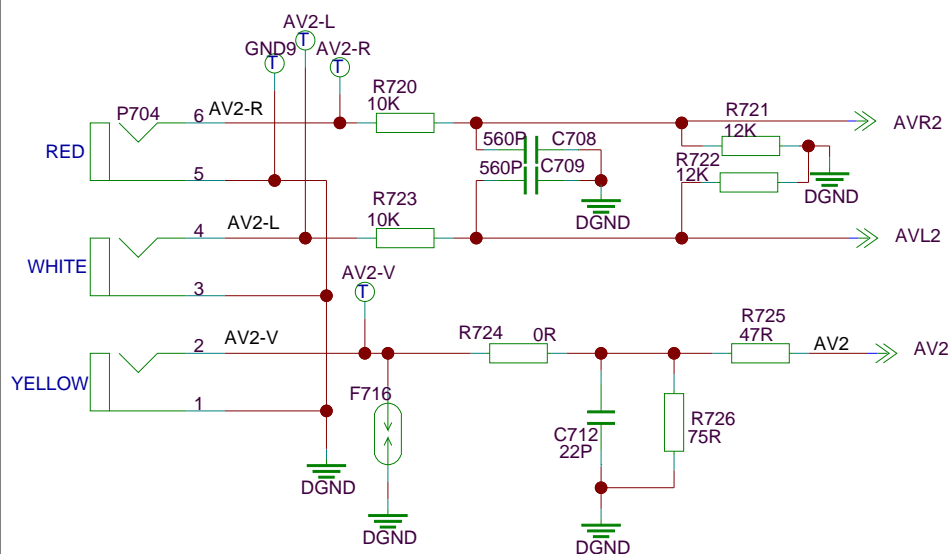 AV2-L
GND9
AV2-R
T
T
T
P704
6
AV2-R
R720
10K
R721
12K
AVR2
RED
560P
C708
560P
C709
R722
12K
5
DGND
DGND
R723
10K
4
AV2-L
AVL2
WHITE
3
AV2-V
T
R725
47R
R724
0R
2
AV2-V
AV2
AV2
YELLOW
F716
1
R726
75R
C712
22P
DGND
DGND
DGND